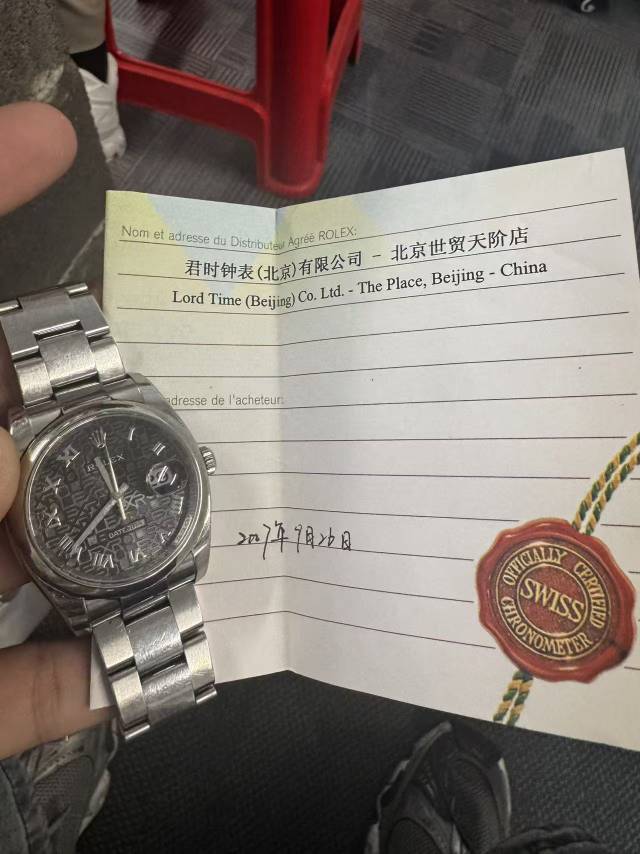 Nom et adresse du Distributeur Agréé ROLEX:
君时钟表(北京)有限公司 - 北京世贸天阶店
Lord Time (Beijing) Co. Ltd. - The Place, Beijing - China
adresse de l'acheteur:
2007年9月26日
ROLEX
DATEJUST
OFFICIALLY CERTIFIED
SWISS
CHRONOMETER